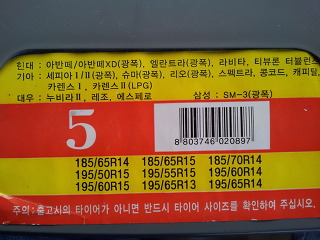 힌대 : 아반떼/아반떼XD(광폭), 엘란트라(광폭), 라비타, 티뷰론 터뷸런스
기아 : 세피아Ⅰ/Ⅱ(광폭), 슈마(광폭), 리오(광폭), 스펙트라, 콩코드, 캐피탈,
카렌스Ⅰ, 카렌스Ⅱ(LPG)
대우 : 누비라Ⅱ, 레조, 에스페로 삼성 : SM-3(광폭)
5
8 803746 020897
185/65R14 185/65R15 185/70R14
195/50R15 195/55R15 195/60R14
195/60R15 195/65R13 195/65R14
주의 : 출고시의 타이어가 아니면 반드시 타이어 사이즈를 확인하여 주십시오.